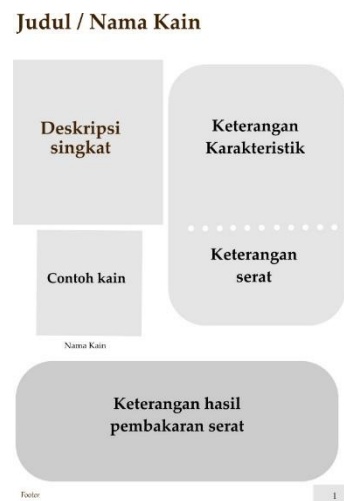 Judul / Nama Kain
Deskripsi
singkat
Keterangan
Karakteristik
Keterangan
serat
Contoh kain
Nama Kain
Keterangan hasil
pembakaran serat
Footer
1